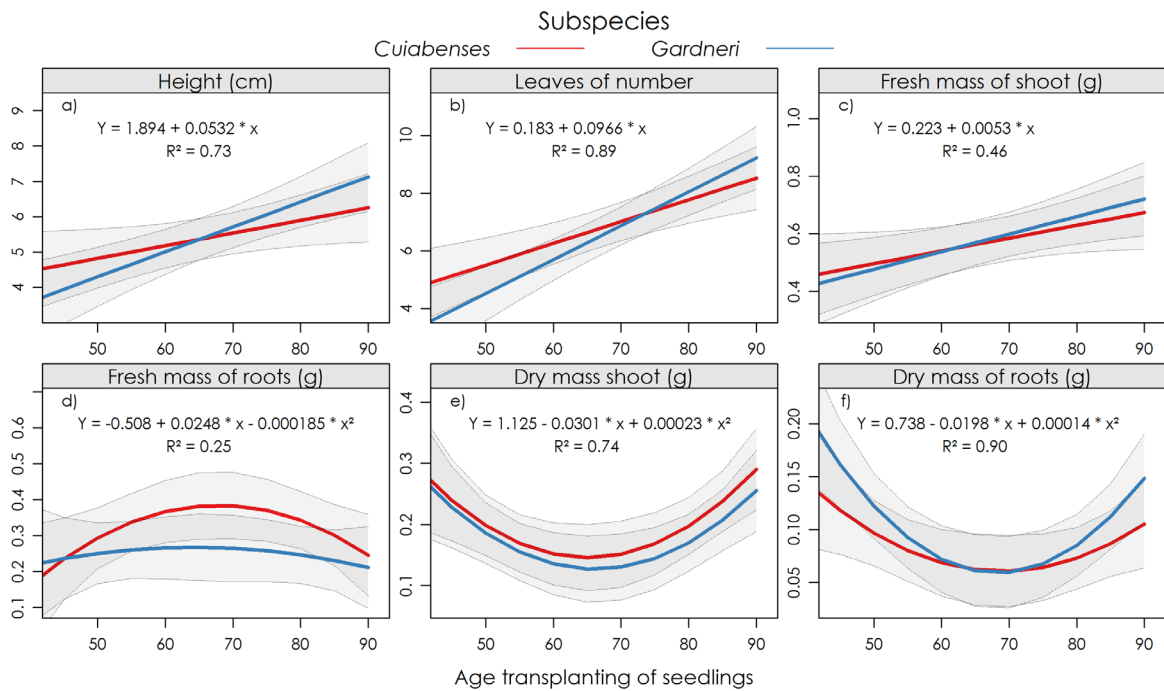 Subspecies
Cuiabenses Gardneri
Height (cm)
a)
Y = 1.894 + 0.0532 * x
R² = 0.73
4 5 6 7 8 9
50 60 70 80 90
Leaves of number
b)
Y = 0.183 + 0.0966 * x
R² = 0.89
4 6 8 10
50 60 70 80 90
Fresh mass of shoot (g)
c)
Y = 0.223 + 0.0053 * x
R² = 0.46
0.4 0.6 0.8 1.0
50 60 70 80 90
Fresh mass of roots (g)
d)
Y = -0.508 + 0.0248 * x - 0.000185 * x²
R² = 0.25
0.1 0.2 0.3 0.4 0.5 0.6
50 60 70 80 90
Dry mass shoot (g)
e)
Y = 1.125 - 0.0301 * x + 0.00023 * x²
R² = 0.74
0.1 0.2 0.3 0.4
50 60 70 80 90
Dry mass of roots (g)
f)
Y = 0.738 - 0.0198 * x + 0.00014 * x²
R² = 0.90
0.05 0.10 0.15 0.20
50 60 70 80 90
Age transplanting of seedlings